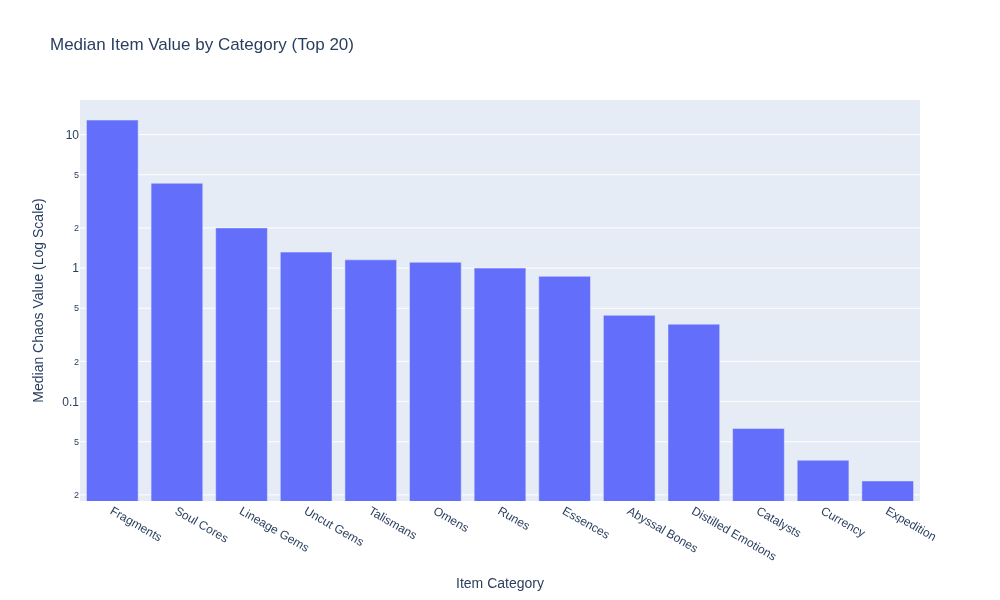 Median Item Value by Category (Top 20)
Median Chaos Value (Log Scale)
10
5
2
1
5
2
0.1
5
2
Fragments
Soul Cores
Lineage Gems
Uncut Gems
Talismans
Omens
Runes
Essences
Abyssal Bones
Distilled Emotions
Catalysts
Currency
Expedition
Item Category